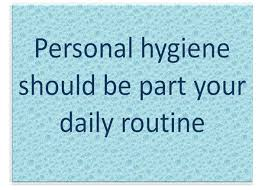 Personal hygiene
should be part your
daily routine